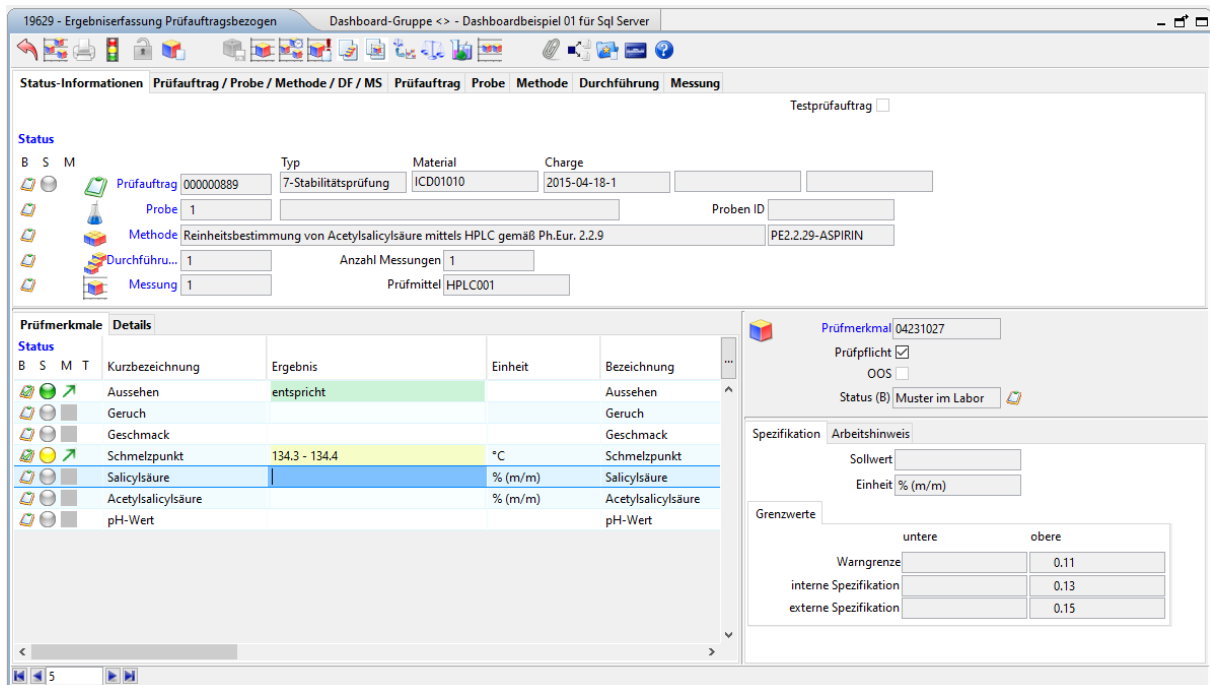 19629 - Ergebniserfassung Prüfauftragsbezogen Dashboard-Gruppe <> - Dashboardbeispiel 01 für Sql Server
Status-Informationen Prüfauftrag / Probe / Methode / DF / MS Prüfauftrag Probe Methode Durchführung Messung
Testprüfauftrag
Status
B S M Typ Material Charge
Prüfauftrag 000000889 7-Stabilitätsprüfung ICD01010 2015-04-18-1
Probe 1 Proben ID
Methode Reinheitsbestimmung von Acetylsalicylsäure mittels HPLC gemäß Ph.Eur. 2.2.9 PE2.2.29-ASPIRIN
Durchführu... 1 Anzahl Messungen 1
Messung 1 Prüfmittel HPLC001
Prüfmerkmale Details
Status
B S M T Kurzbezeichnung Ergebnis Einheit Bezeichnung ...
Aussehen entspricht Aussehen
Geruch Geruch
Geschmack Geschmack
Schmelzpunkt 134.3 - 134.4 °C Schmelzpunkt
Salicylsäure % (m/m) Salicylsäure
Acetylsalicylsäure % (m/m) Acetylsalicylsäure
pH-Wert pH-Wert
5
Prüfmerkmal 04231027
Prüfpflicht
OOS
Status (B) Muster im Labor
Spezifikation Arbeitshinweis
Sollwert
Einheit % (m/m)
Grenzwerte
untere obere
Warngrenze 0.11
interne Spezifikation 0.13
externe Spezifikation 0.15